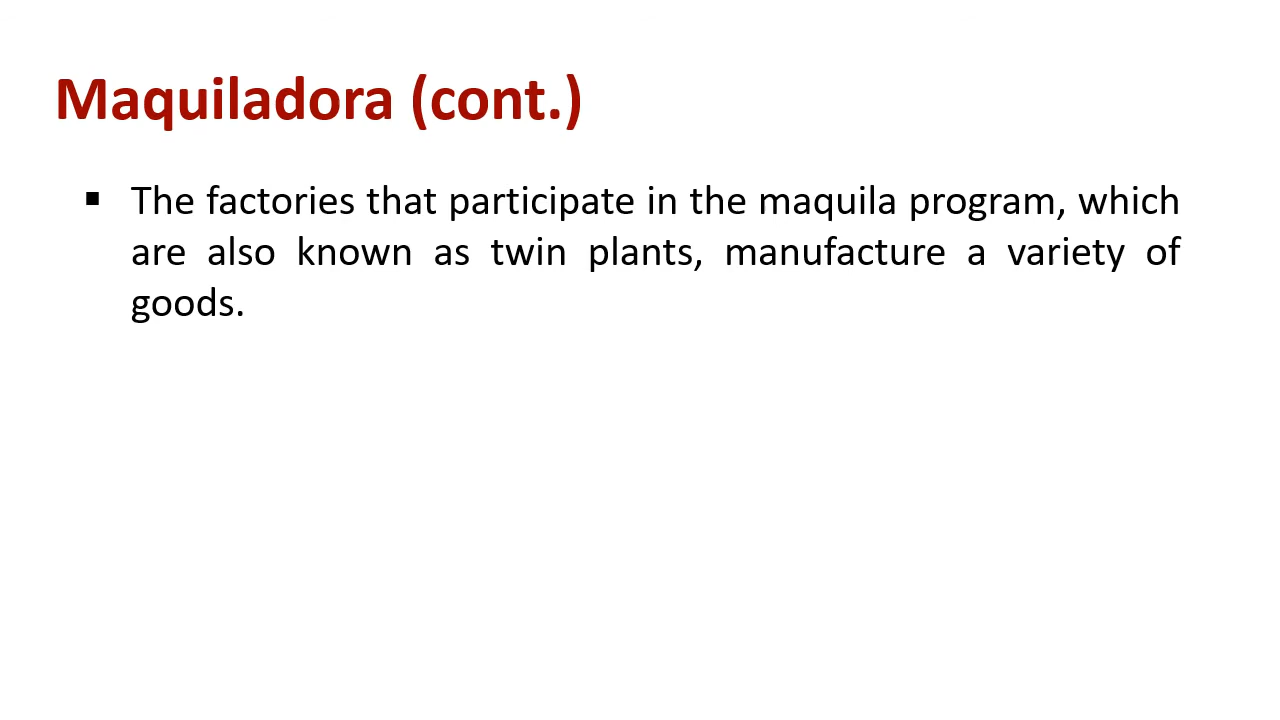 Maquiladora (cont.)
▪ The factories that participate in the maquila program, which
are also known as twin plants, manufacture a variety of
goods.